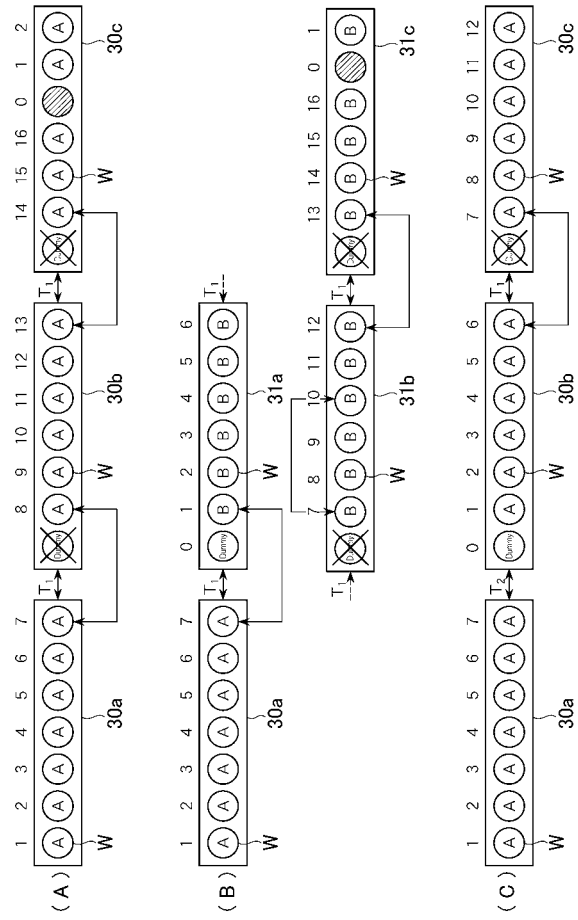 1 2 3 4 5 6 7 8 9 10 11 12 13 14 15 16 0 1 2
(A) A A A A A A A T1 Dummy A A A A A A T1 Dummy A A A A A
W 30a W 30b W 30c
1 2 3 4 5 6 7 0 1 2 3 4 5 6
(B) A A A A A A A T1 Dummy B B B B B B T1
W 30a W 31a
7 8 9 10 11 12 13 14 15 16 0 1
T1 Dummy B B B B B B T1 Dummy B B B B B
W 31b W 31c
1 2 3 4 5 6 7 0 1 2 3 4 5 6 7 8 9 10 11 12
(C) A A A A A A A T2 Dummy A A A A A A T1 Dummy A A A A A A
W 30a W 30b W 30c